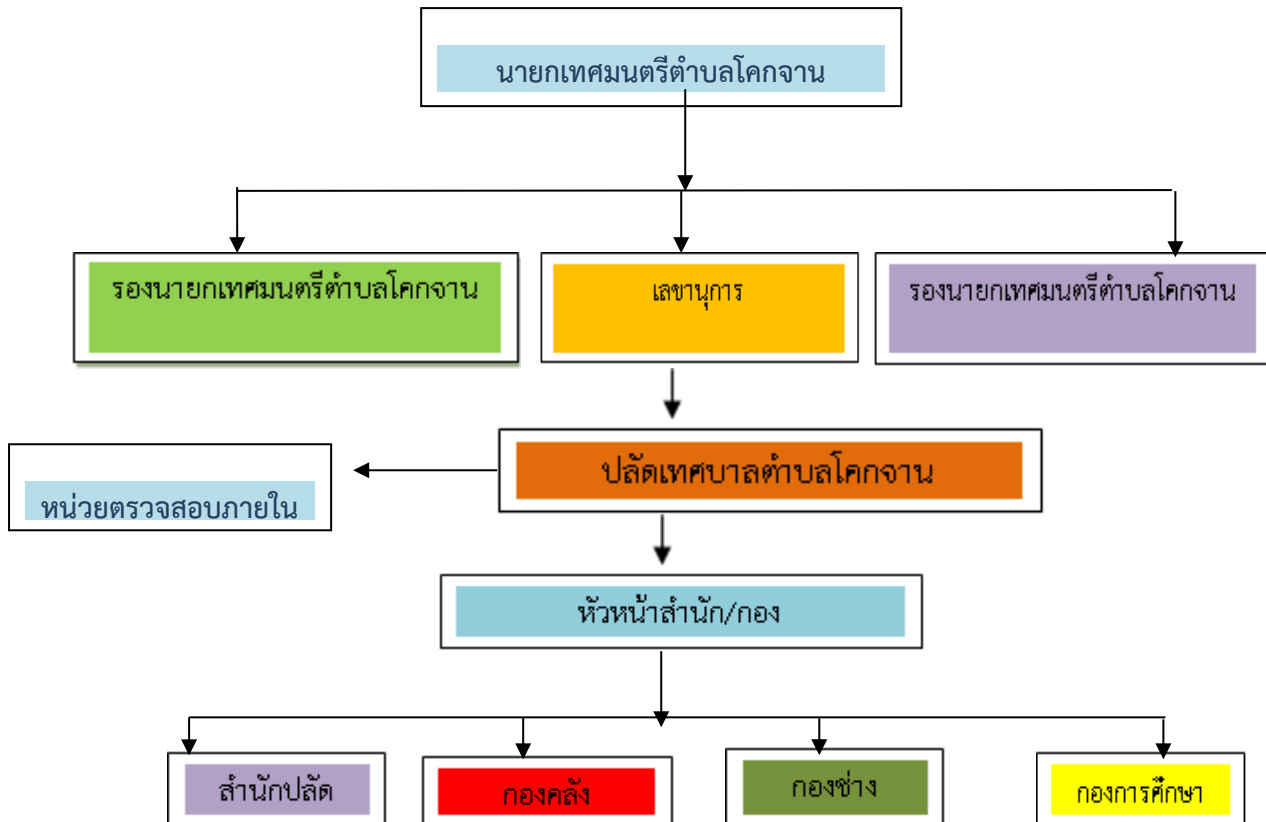 นายกเทศมนตรีตำบลโคกจาน
รองนายกเทศมนตรีตำบลโคกจาน
เลขานุการ
รองนายกเทศมนตรีตำบลโคกจาน
ปลัดเทศบาลตำบลโคกจาน
หน่วยตรวจสอบภายใน
หัวหน้าสำนัก/กอง
สำนักปลัด
กองคลัง
กองช่าง
กองการศึกษา